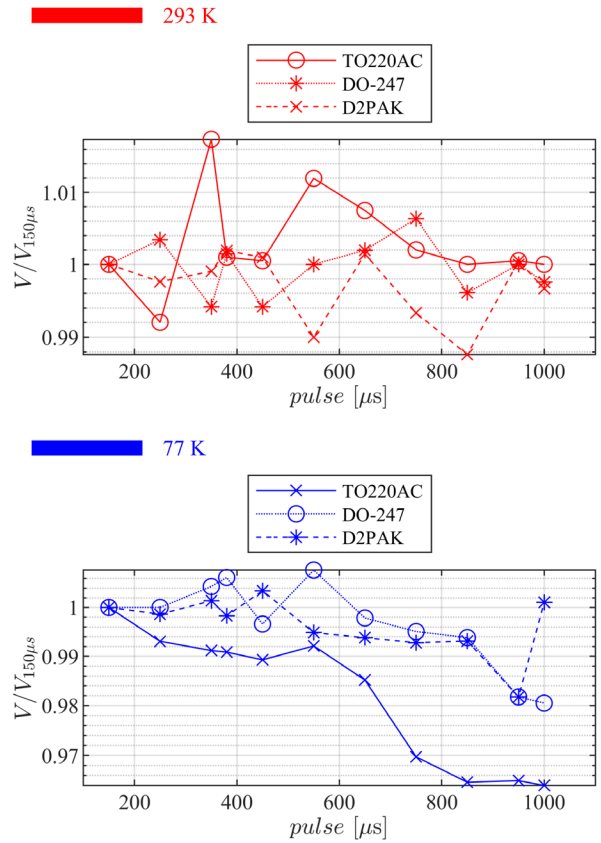 293 K
TO220AC
DO-247
D2PAK
1.01
1
0.99
V/V150μs
200 400 600 800 1000
pulse [μs]
77 K
TO220AC
DO-247
D2PAK
1
0.99
0.98
0.97
V/V150μs
200 400 600 800 1000
pulse [μs]